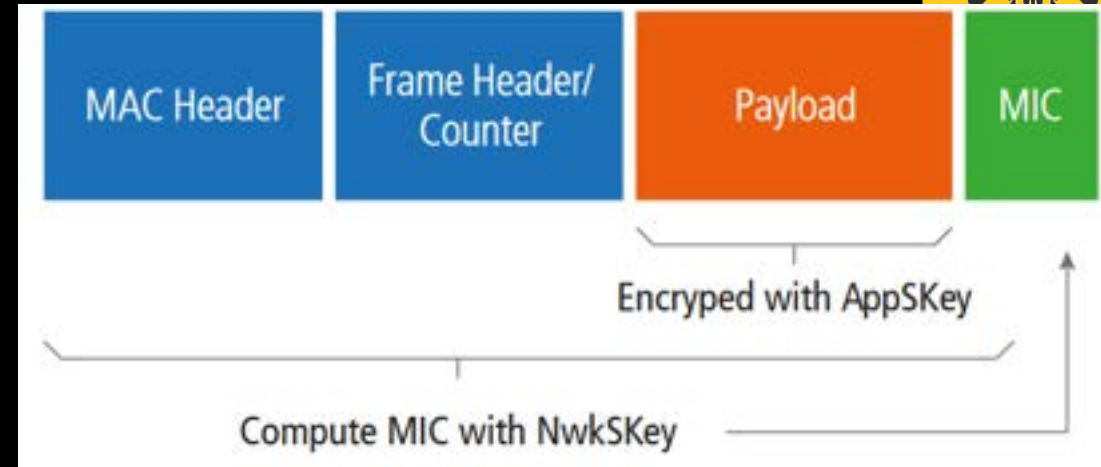 MAC Header
Frame Header/
Counter
Payload
MIC
Encryped with AppSKey
Compute MIC with NwkSKey